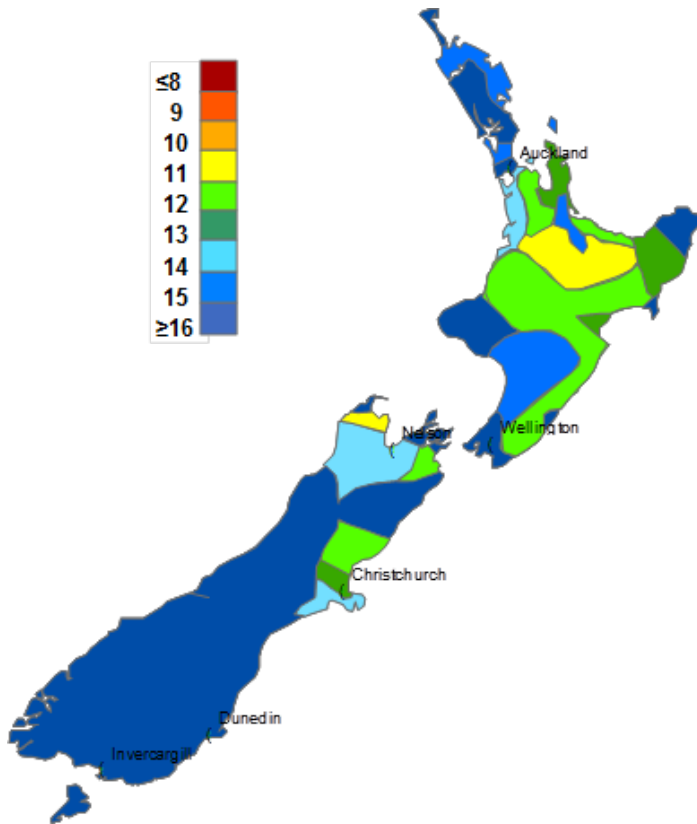 ≤8
9
10
11
12
13
14
15
≥16
Auckland
Nelson
Wellington
Christchurch
Dunedin
Invercargill